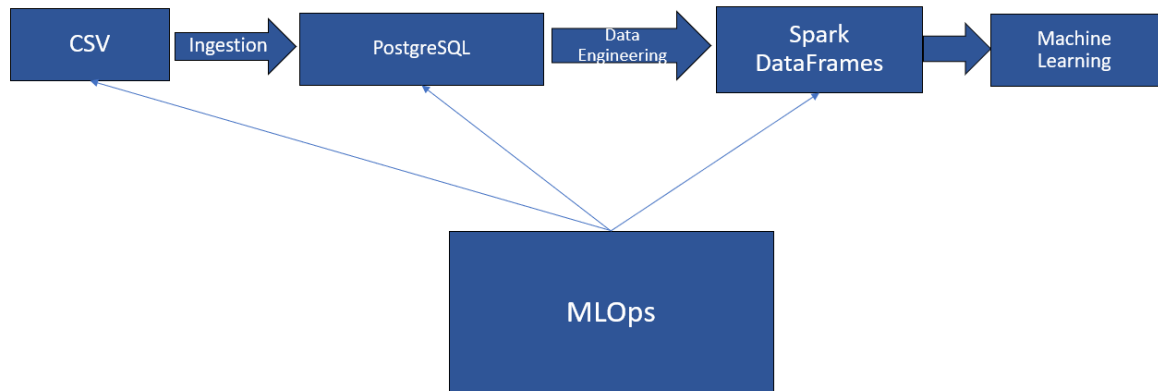 CSV
Ingestion
PostgreSQL
Data
Engineering
Spark
DataFrames
Machine
Learning
MLOps